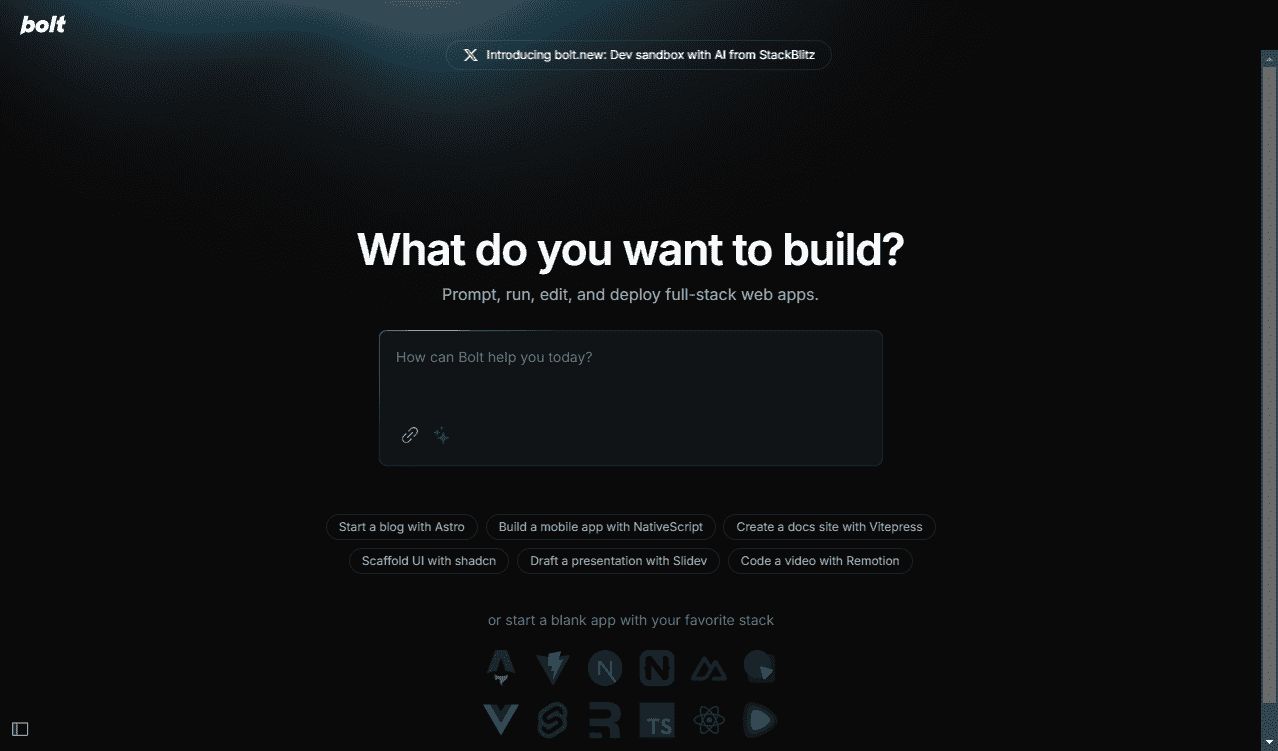 bolt
Introducing bolt.new: Dev sandbox with AI from StackBlitz
What do you want to build?
Prompt, run, edit, and deploy full-stack web apps.
How can Bolt help you today?
Start a blog with Astro
Build a mobile app with NativeScript
Create a docs site with Vitepress
Scaffold UI with shadcn
Draft a presentation with Slidev
Code a video with Remotion
or start a blank app with your favorite stack
N
N
TS